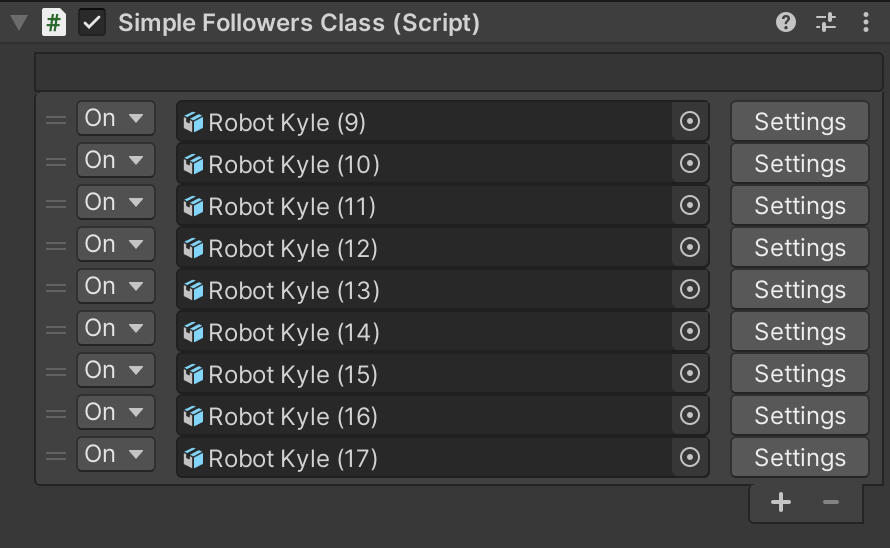 # Simple Followers Class (Script) ?
On Robot Kyle (9) Settings
On Robot Kyle (10) Settings
On Robot Kyle (11) Settings
On Robot Kyle (12) Settings
On Robot Kyle (13) Settings
On Robot Kyle (14) Settings
On Robot Kyle (15) Settings
On Robot Kyle (16) Settings
On Robot Kyle (17) Settings
+ −